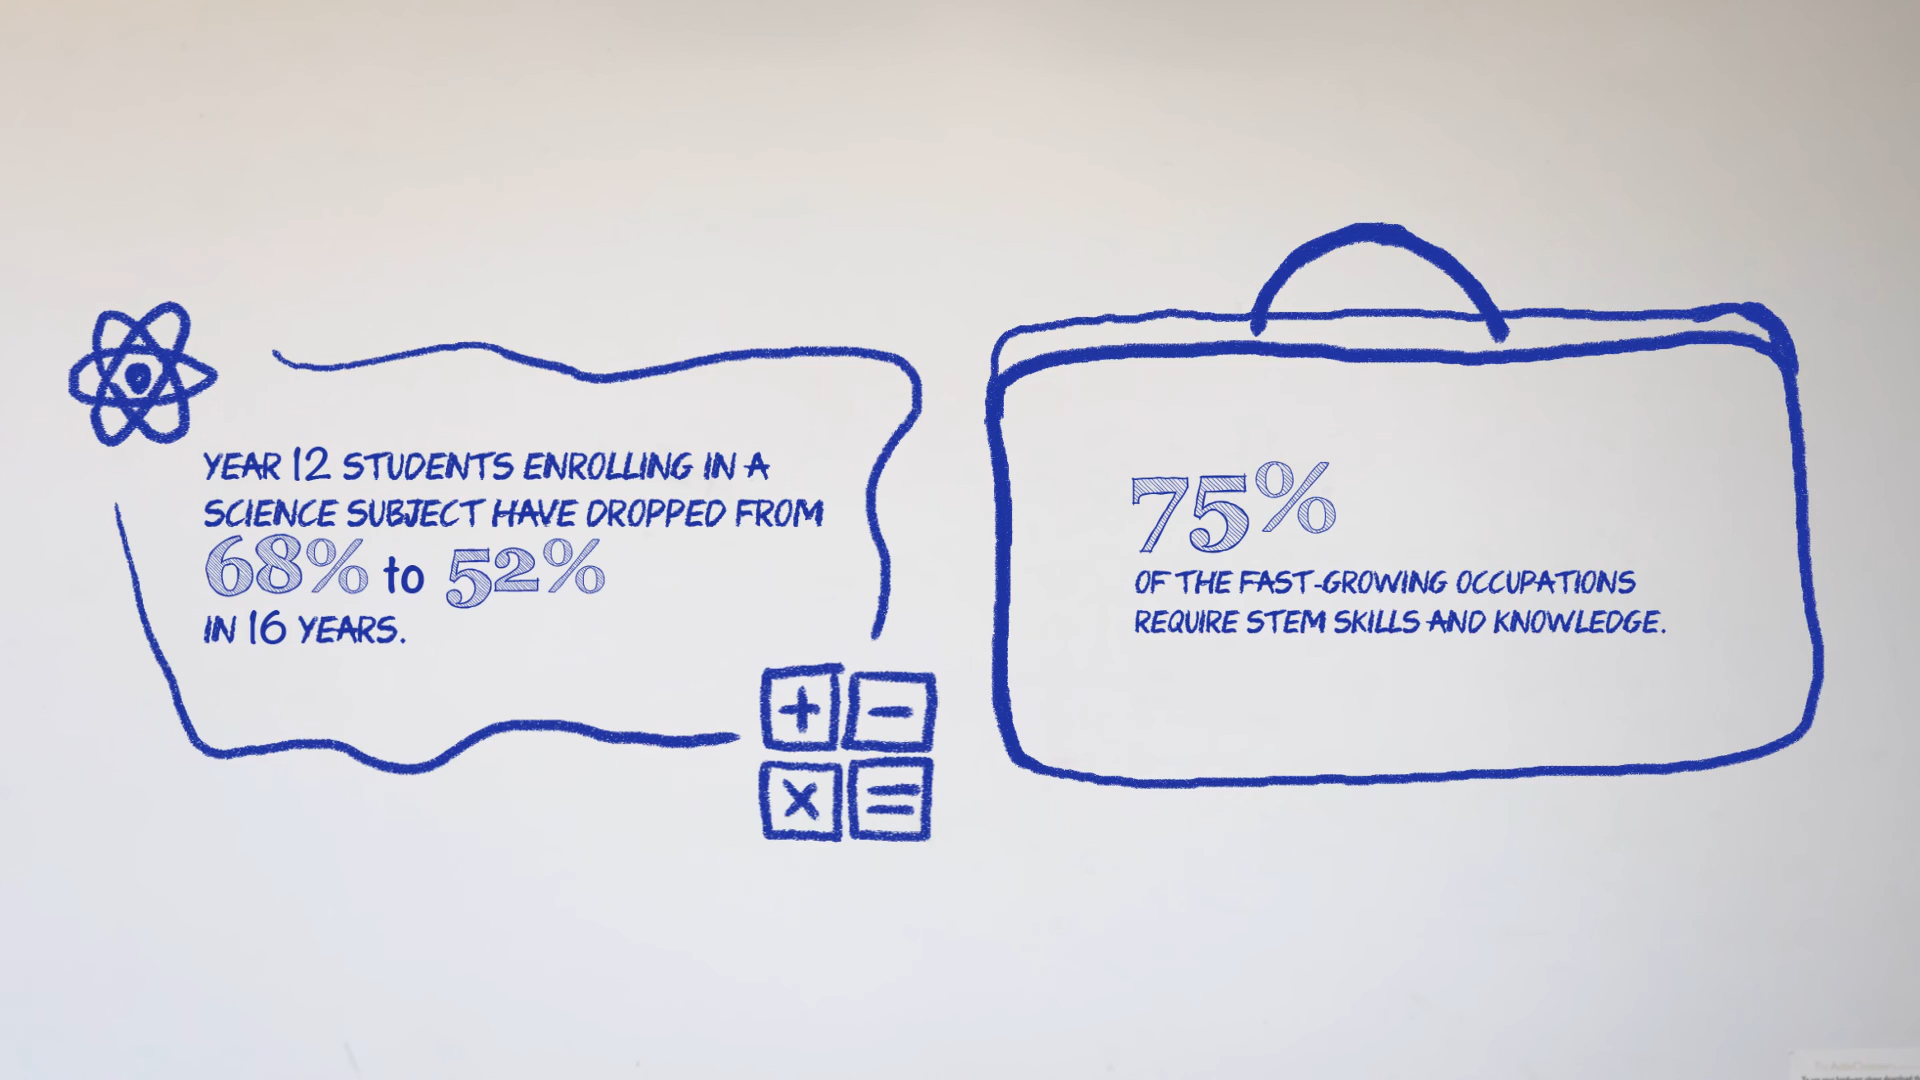 YEAR 12 STUDENTS ENROLLING IN A
SCIENCE SUBJECT HAVE DROPPED FROM
68% to 52%
IN 16 YEARS.
+ −
× =
75%
OF THE FAST-GROWING OCCUPATIONS
REQUIRE STEM SKILLS AND KNOWLEDGE.